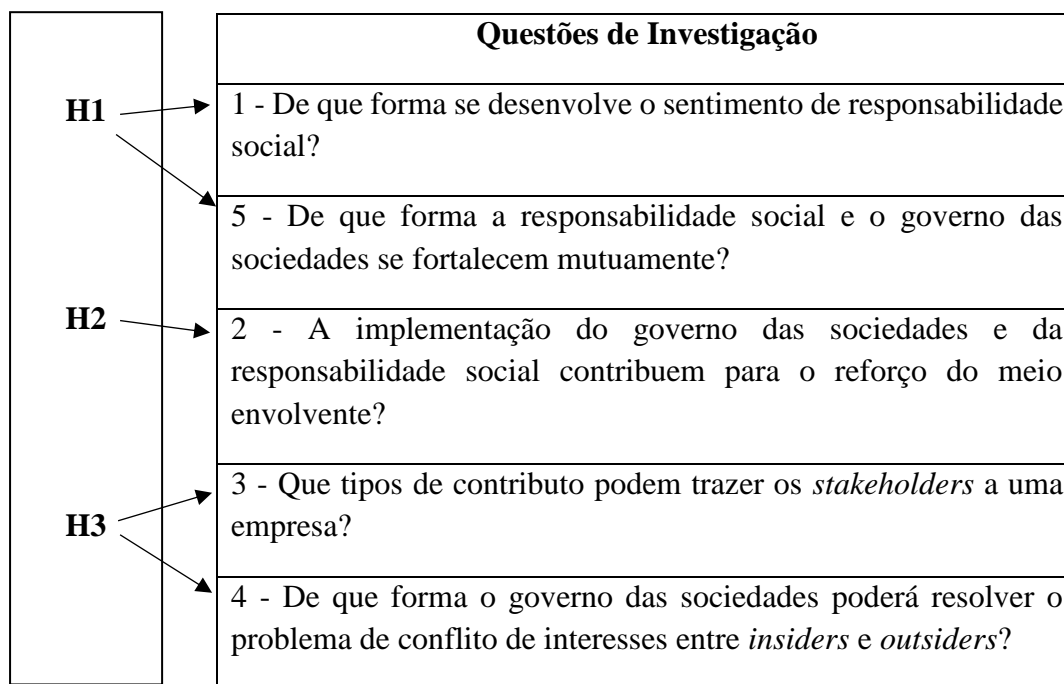 Questões de Investigação
H1
1 - De que forma se desenvolve o sentimento de responsabilidade
social?
5 - De que forma a responsabilidade social e o governo das
sociedades se fortalecem mutuamente?
H2
2 - A implementação do governo das sociedades e da
responsabilidade social contribuem para o reforço do meio
envolvente?
H3
3 - Que tipos de contributo podem trazer os stakeholders a uma
empresa?
4 - De que forma o governo das sociedades poderá resolver o
problema de conflito de interesses entre insiders e outsiders?